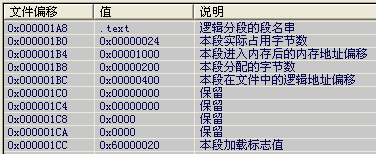 文件偏移 值 说明
0x000001A8 .text 逻辑分段的段名串
0x000001B0 0x00000024 本段实际占用字节数
0x000001B4 0x00001000 本段进入内存后的内存地址偏移
0x000001B8 0x00000200 本段分配的字节数
0x000001BC 0x00000400 本段在文件中的逻辑地址偏移
0x000001C0 0x00000000 保留
0x000001C4 0x00000000 保留
0x000001C8 0x0000 保留
0x000001CA 0x0000 保留
0x000001CC 0x60000020 本段加载标志值